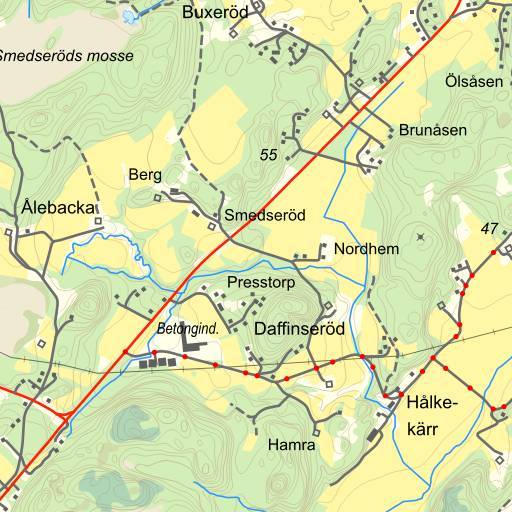 Buxeröd
Smedseröds mosse
Ölsåsen
Brunåsen
55
Berg
Ålebacka
Smedseröd
47
Nordhem
Presstorp
Betongind.
Daffinseröd
Hålke-
kärr
Hamra